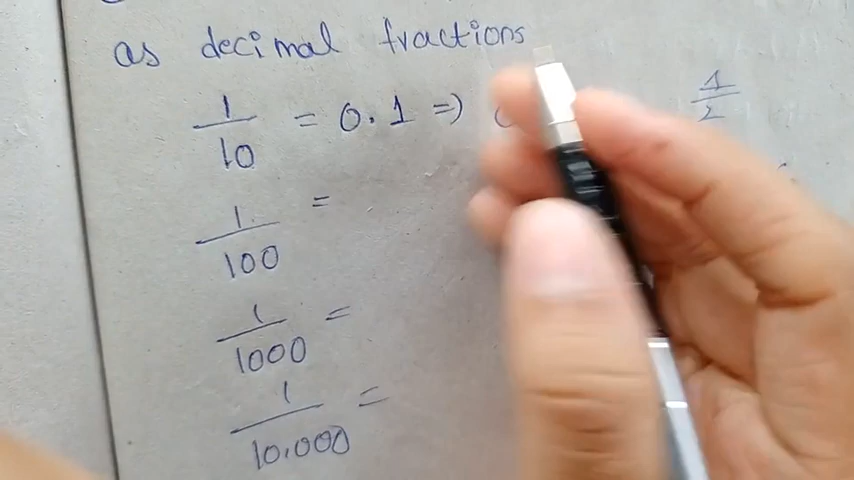 as decimal fractions
1/10 = 0.1 ⇒
1/2
1/100 =
1/1000 =
1/10,000 =